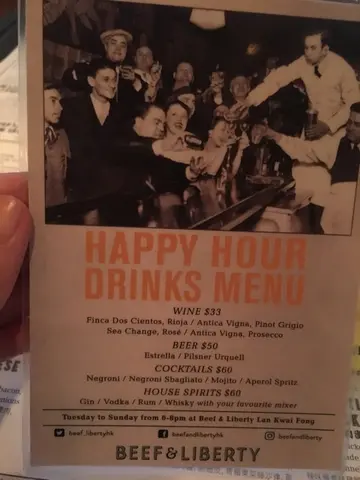 HAPPY HOUR
DRINKS MENU
WINE $33
Finca Dos Cientos, Rioja / Antica Vigna, Pinot Grigio
Sea Change, Rosé / Antica Vigna, Prosecco
BEER $50
Estrella / Pilsner Urquell
COCKTAILS $60
Negroni / Negroni Sbagliato / Mojito / Aperol Spritz
HOUSE SPIRITS $60
Gin / Vodka / Rum / Whisky with your favourite mixer
Tuesday to Sunday from 6-8pm at Beef & Liberty Lan Kwai Fong
beef_libertyhk
beefandlibertyhk
beefandliberty
BEEF&LIBERTY